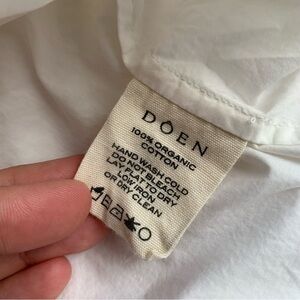 DÔEN
100% ORGANIC
COTTON
HAND WASH COLD
DO NOT BLEACH
LAY FLAT TO DRY
LOW IRON
OR DRY CLEAN